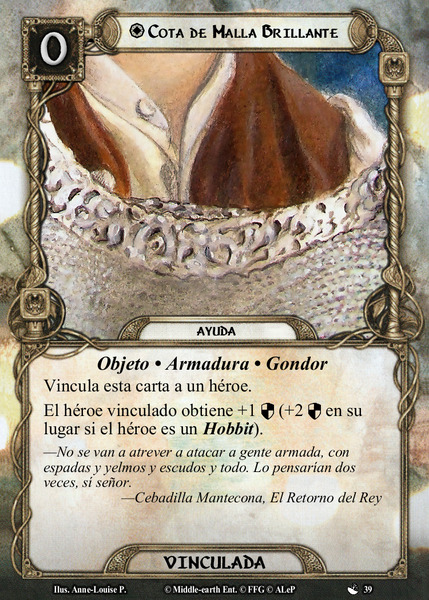 0
COTA DE MALLA BRILLANTE
AYUDA
Objeto • Armadura • Gondor
Vincula esta carta a un héroe.
El héroe vinculado obtiene +1 (+2 en su
lugar si el héroe es un Hobbit).
—No se van a atrever a atacar a gente armada, con
espadas y yelmos y escudos y todo. Lo pensarían dos
veces, sí señor.
—Cebadilla Mantecona, El Retorno del Rey
VINCULADA
Ilus. Anne-Louise P. © Middle-earth Ent. © FFG © ALeP 39